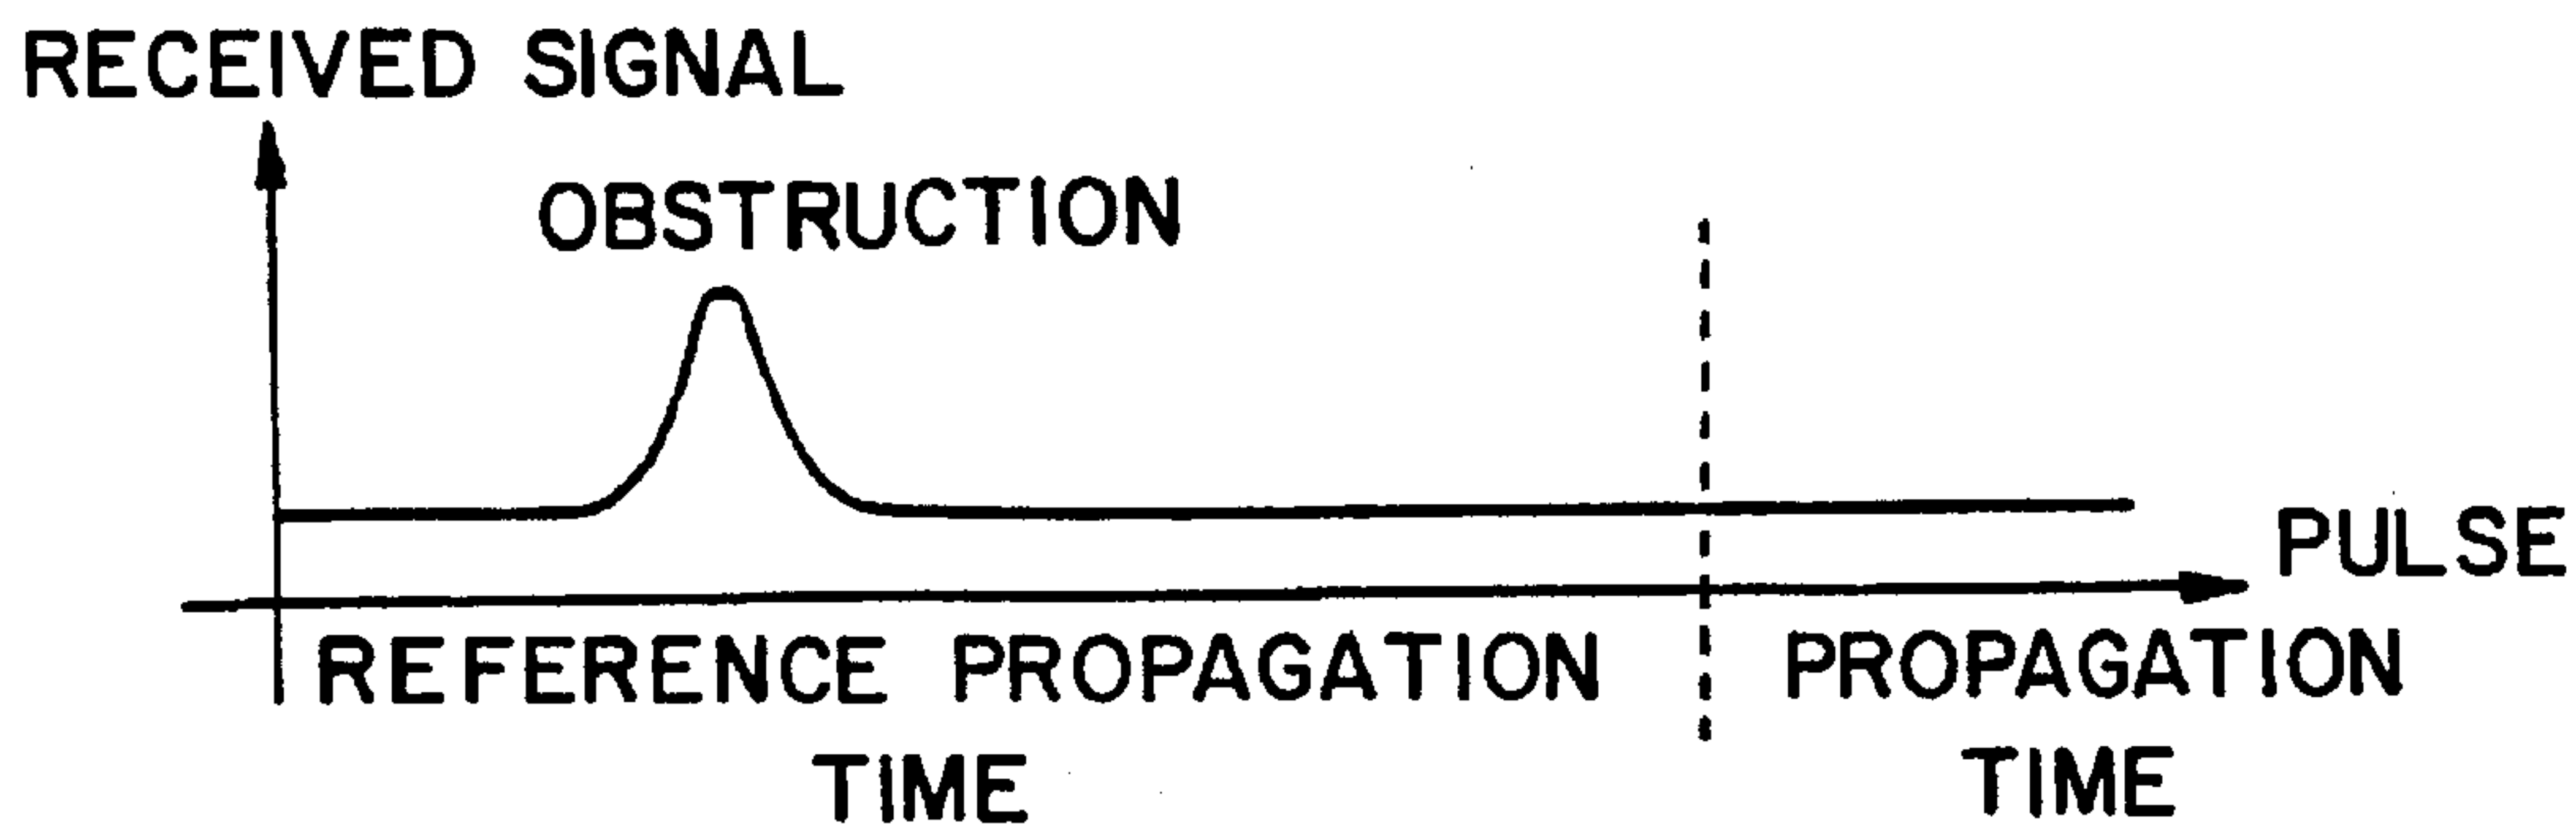 RECEIVED SIGNAL
OBSTRUCTION
PULSE
REFERENCE PROPAGATION
TIME
PROPAGATION
TIME